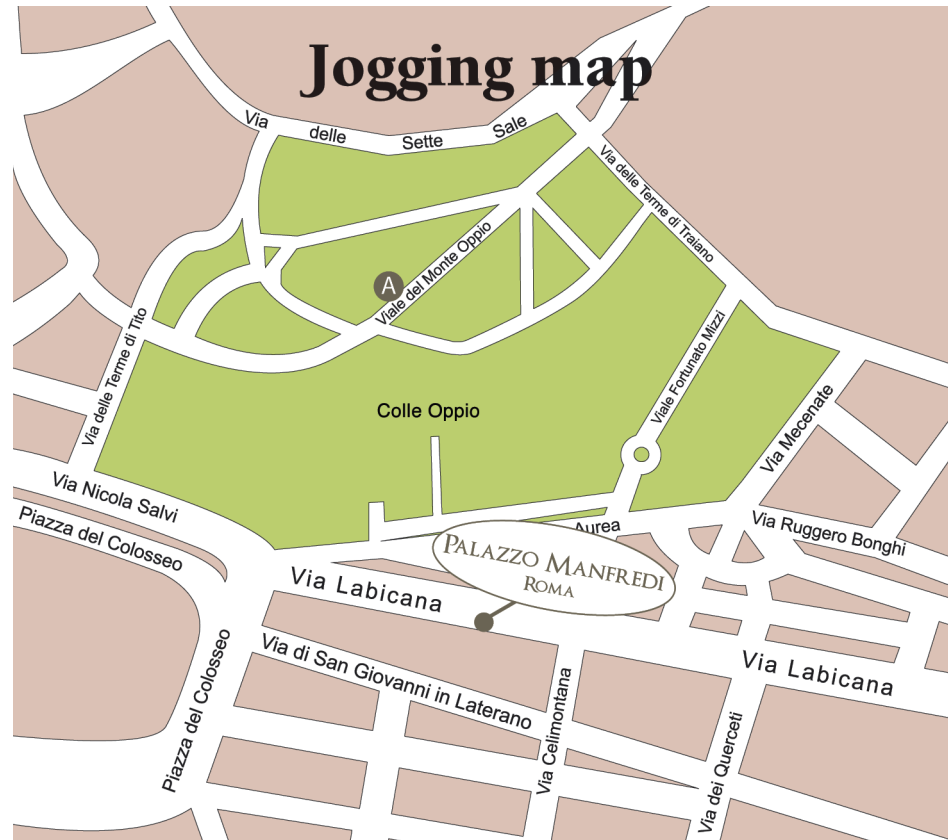 Jogging map
Via delle Sette Sale
Via delle Terme di Traiano
Viale del Monte Oppio
A
Via delle Terme di Tito
Viale Fortunato Mizzi
Colle Oppio
Via Mecenate
Via Nicola Salvi
Piazza del Colosseo
Aurea
Via Ruggero Bonghi
PALAZZO MANFREDI
ROMA
Via Labicana
Via di San Giovanni in Laterano
Piazza del Colosseo
Via Celimontana
Via Labicana
Via dei Querceti